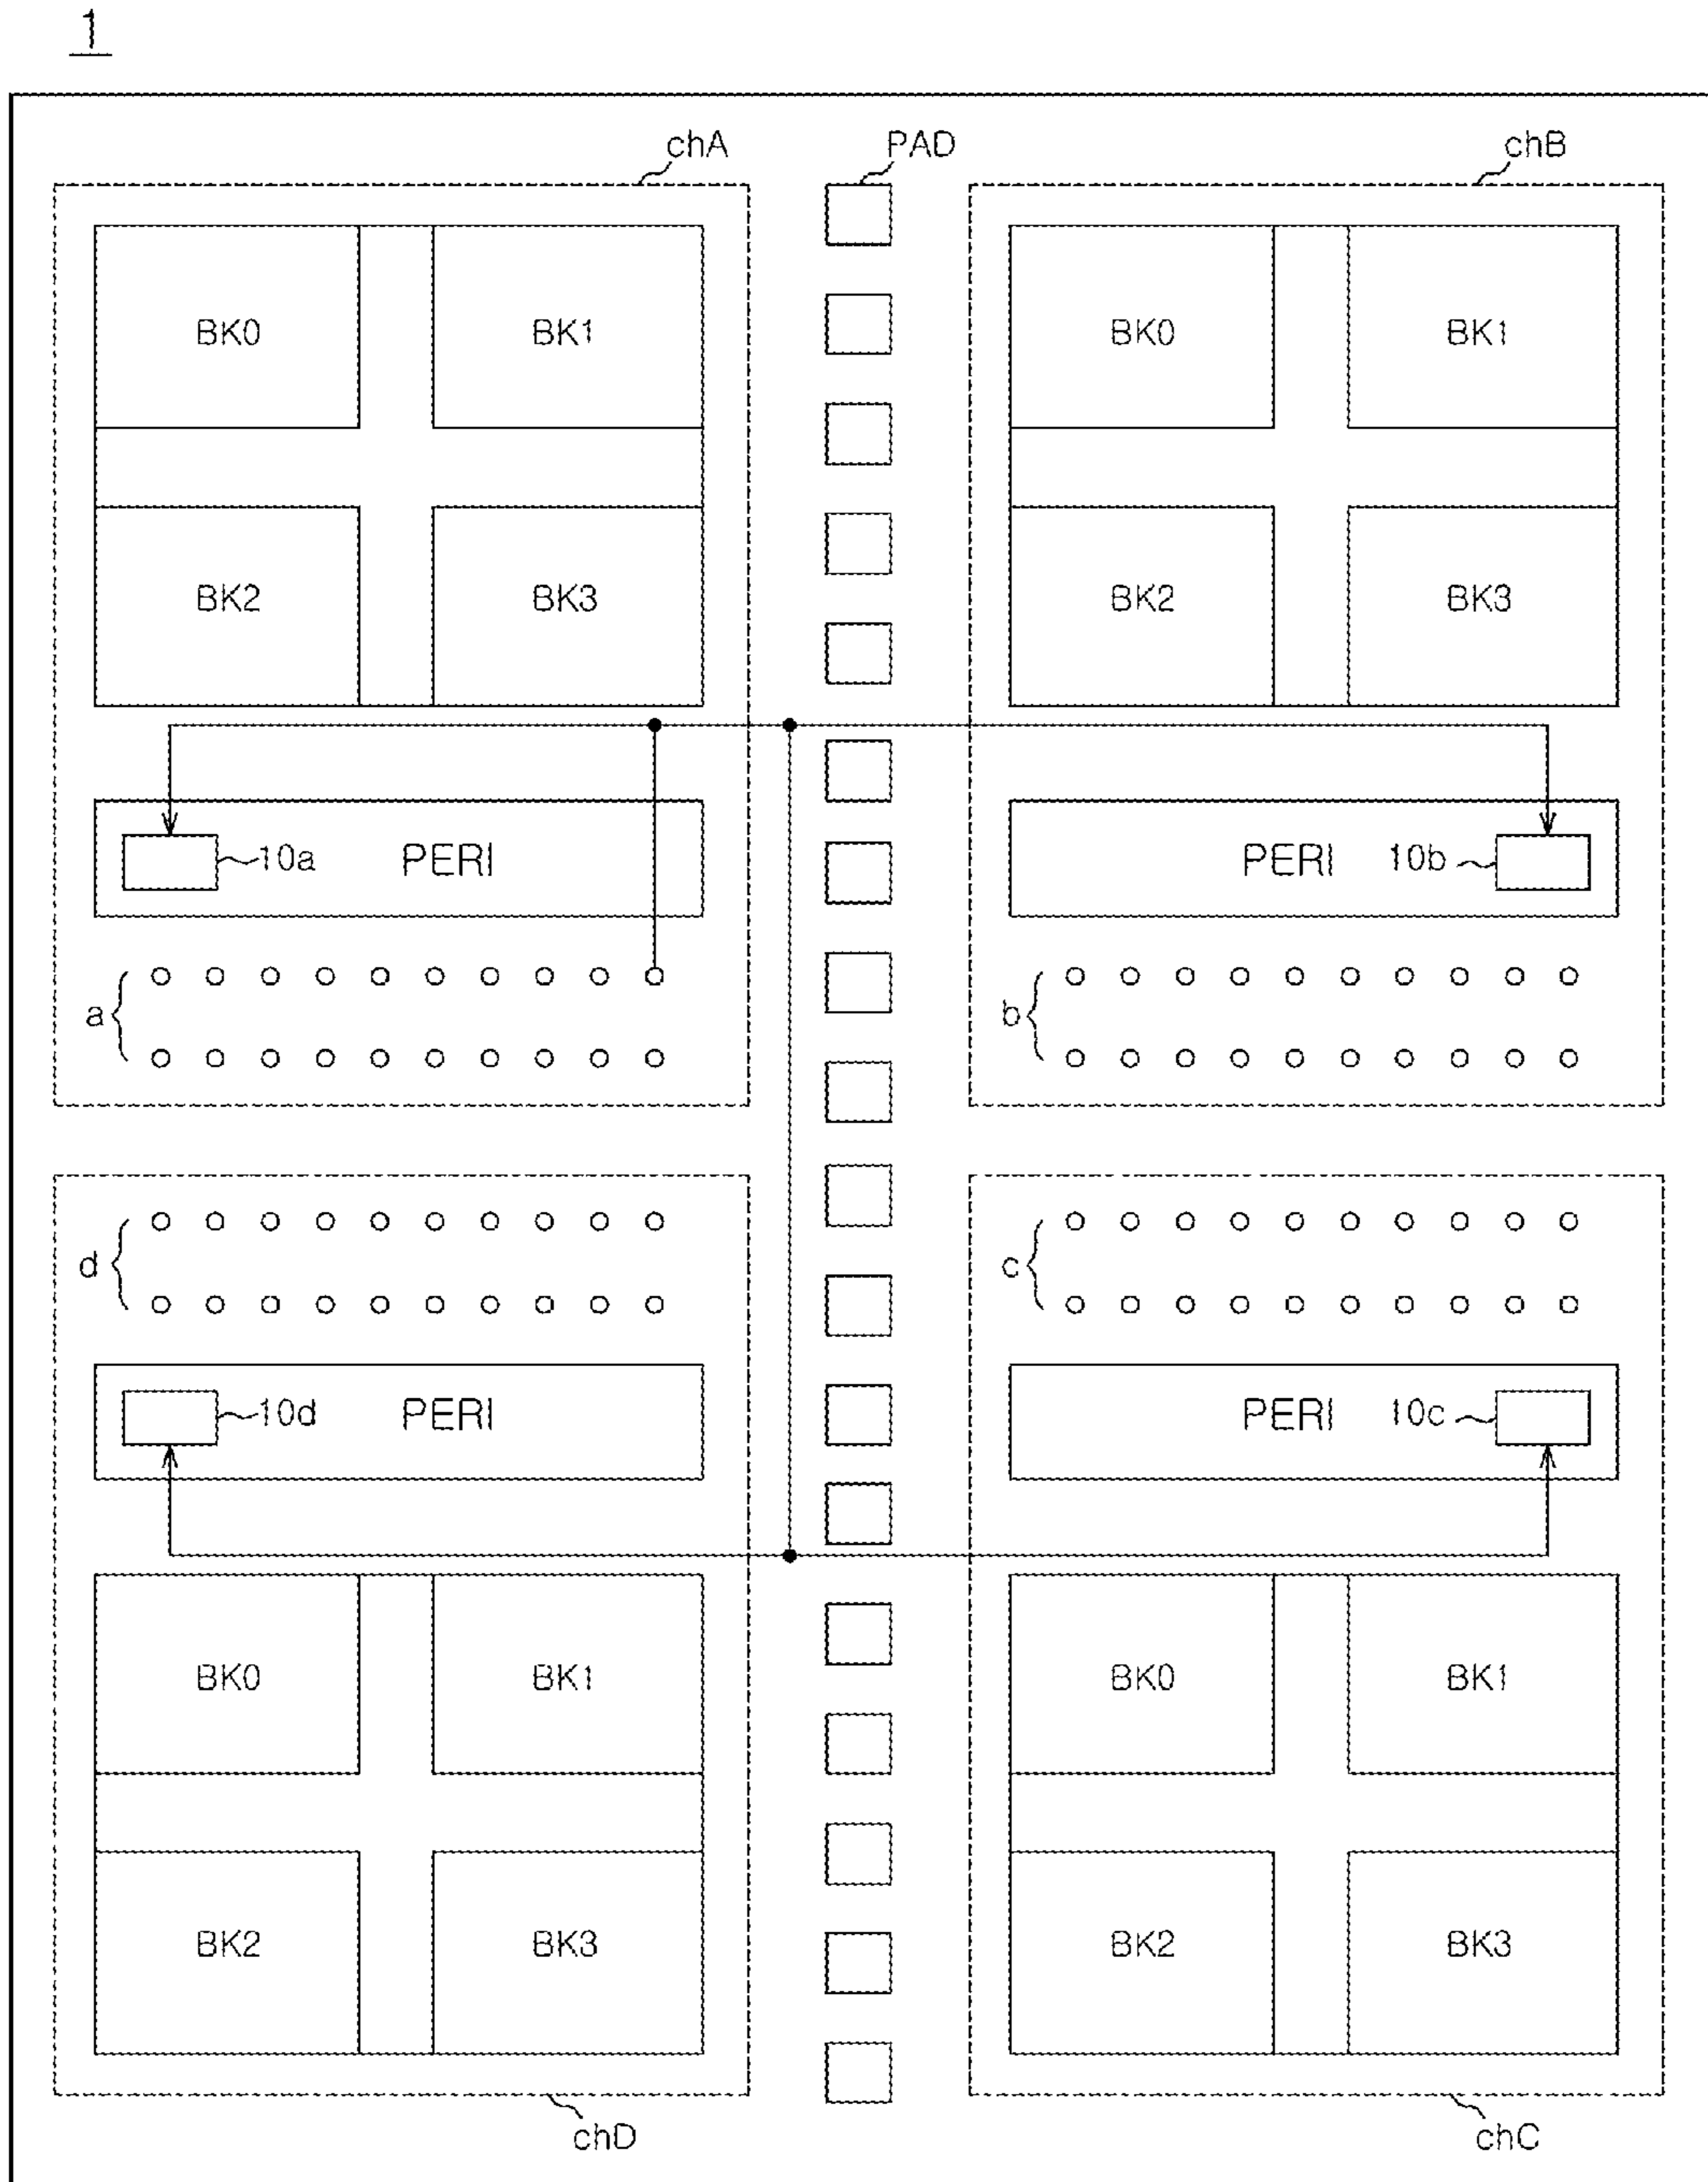 1
chA PAD chB
BK0 BK1 BK0 BK1
BK2 BK3 BK2 BK3
10a PERI PERI 10b
a b
d c
10d PERI PERI 10c
BK0 BK1 BK0 BK1
BK2 BK3 BK2 BK3
chD chC